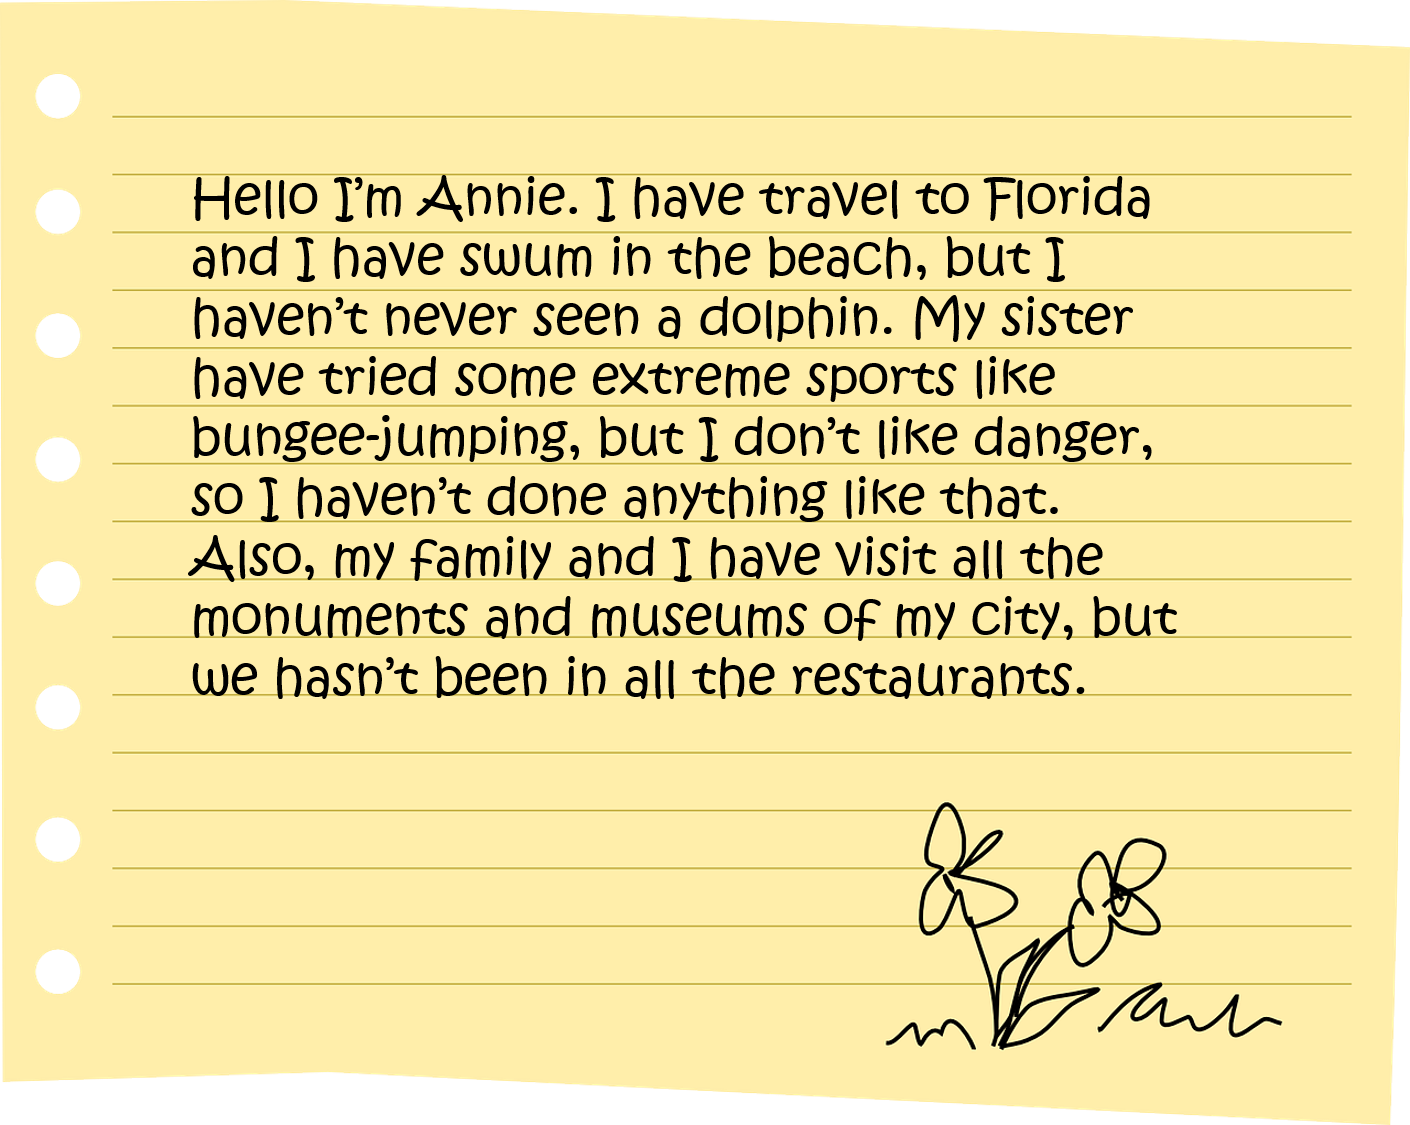 Hello I'm Annie. I have travel to Florida
and I have swum in the beach, but I
haven't never seen a dolphin. My sister
have tried some extreme sports like
bungee-jumping, but I don't like danger,
so I haven't done anything like that.
Also, my family and I have visit all the
monuments and museums of my city, but
we hasn't been in all the restaurants.